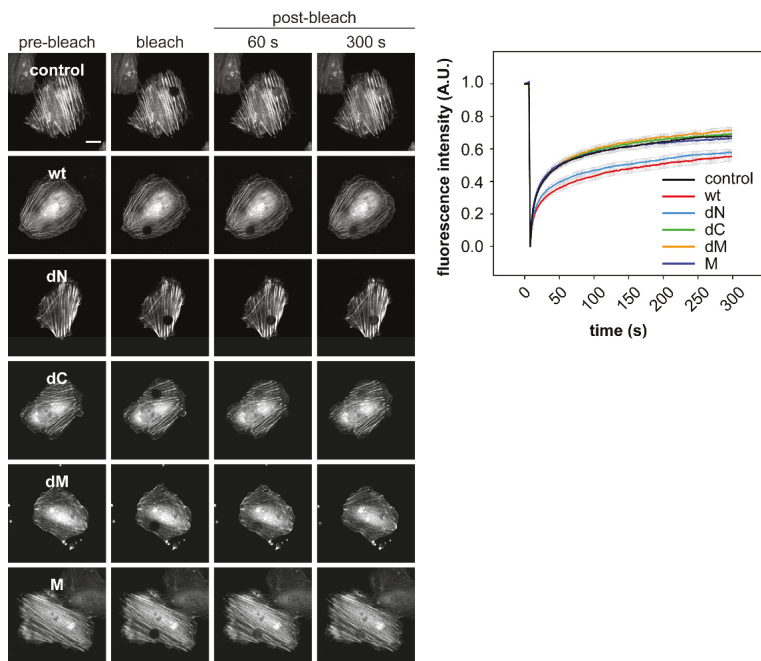 post-bleach
pre-bleach bleach 60 s 300 s
control
wt
dN
dC
dM
M
fluorescence intensity (A.U.)
1.0
0.8
0.6
0.4
0.2
0.0
control
wt
dN
dC
dM
M
0 50 100 150 200 250 300
time (s)